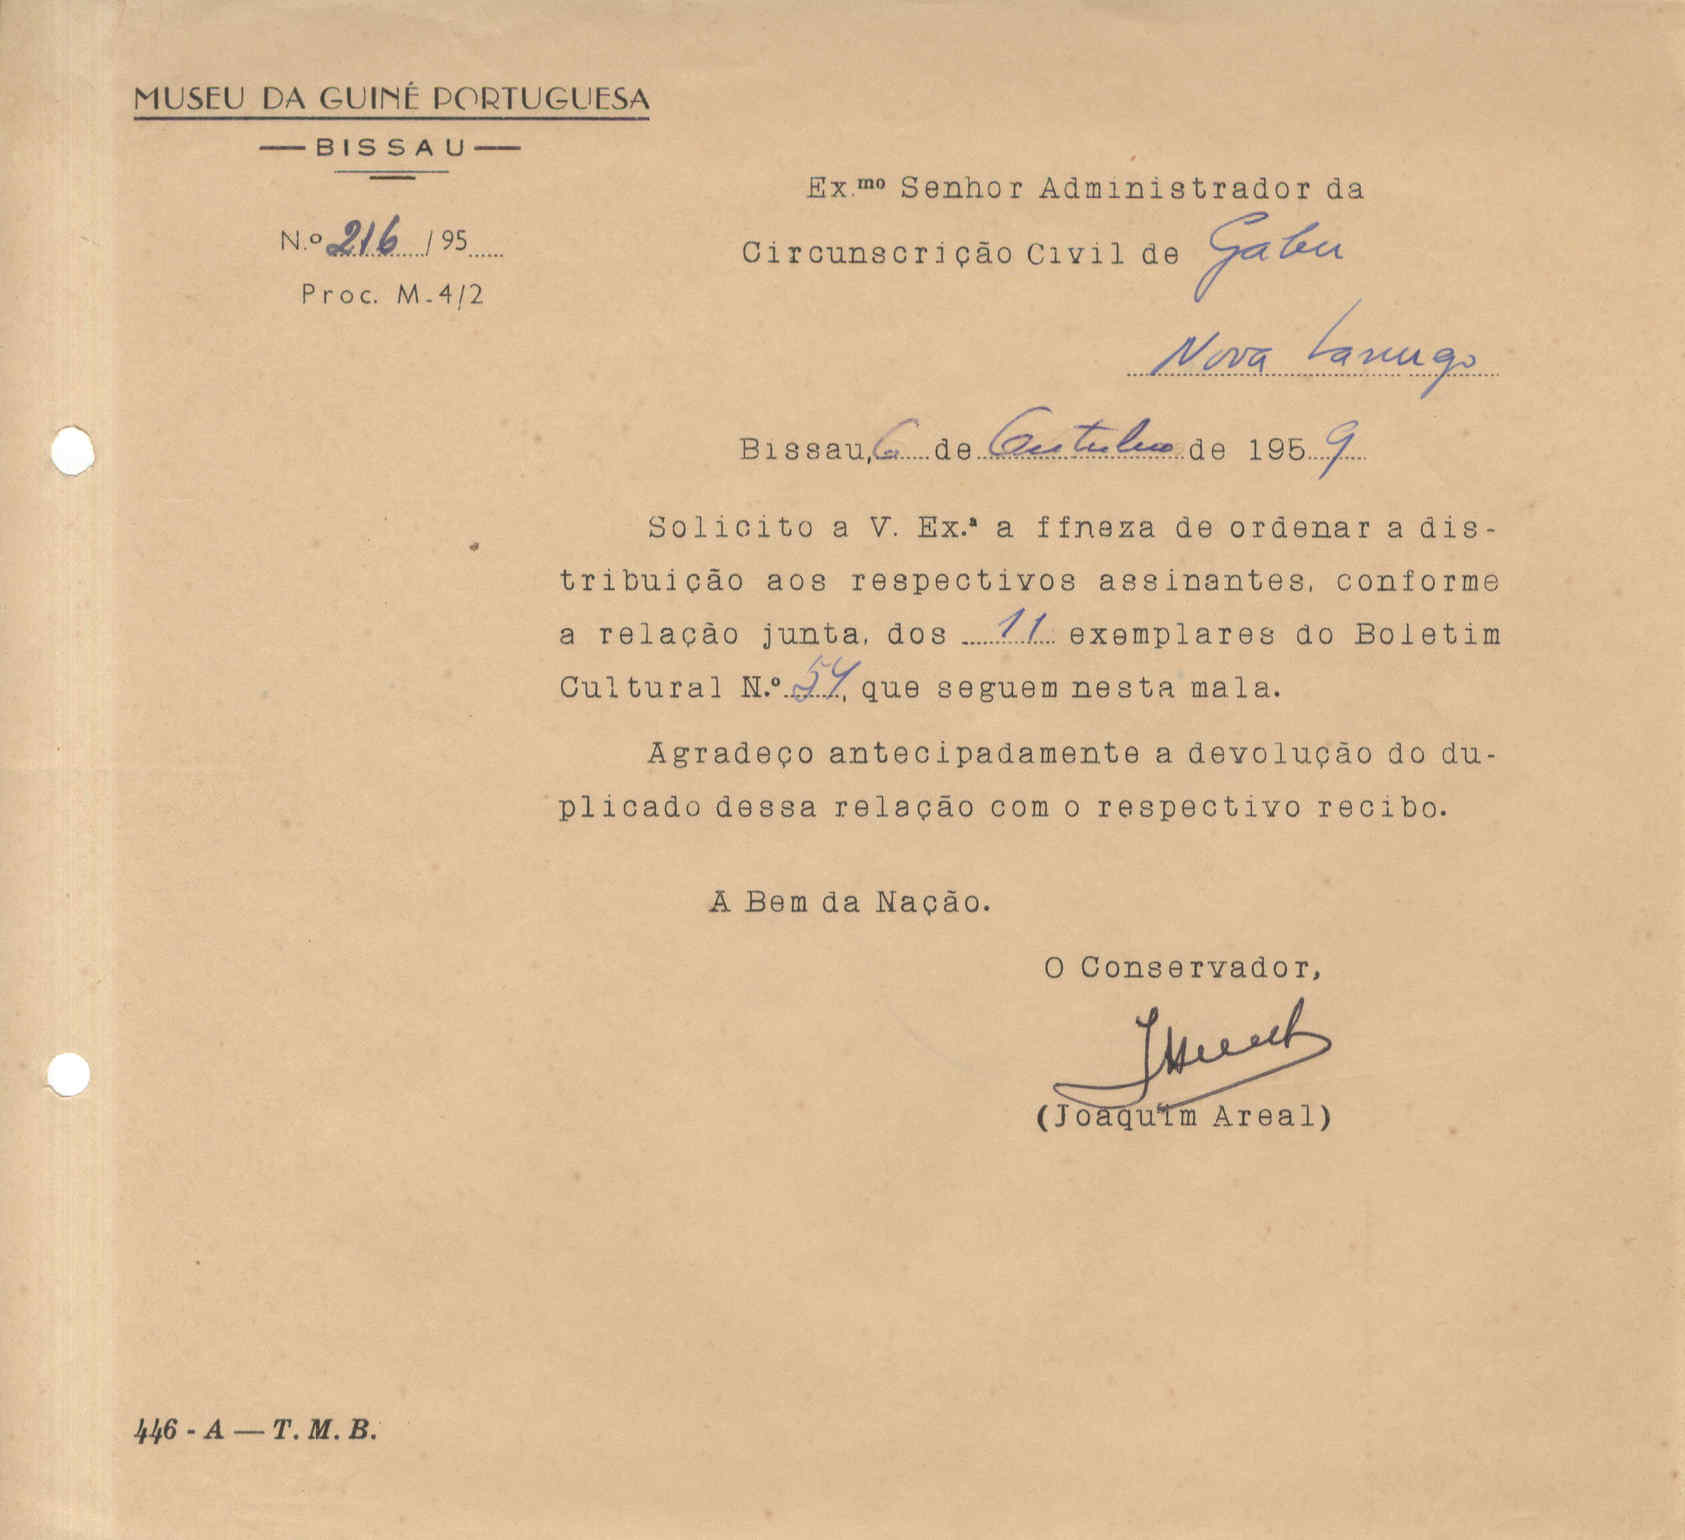 MUSEU DA GUINÉ PORTUGUESA
— BISSAU —
N.º 216 / 95
Proc. M-4/2
Ex.mo Senhor Administrador da
Circunscrição Civil de Gabu
Nova Lamego
Bissau, 6 de Outubro de 1959
Solicito a V. Ex.ª a ffneza de ordenar a dis-
tribuição aos respectivos assinantes, conforme
a relação junta, dos 11 exemplares do Boletim
Cultural N.º 54, que seguem nesta mala.
Agradeço antecipadamente a devolução do du-
plicado dessa relação com o respectivo recibo.
A Bem da Nação.
O Conservador,
(Joaquim Areal)
446 - A — T. M. B.